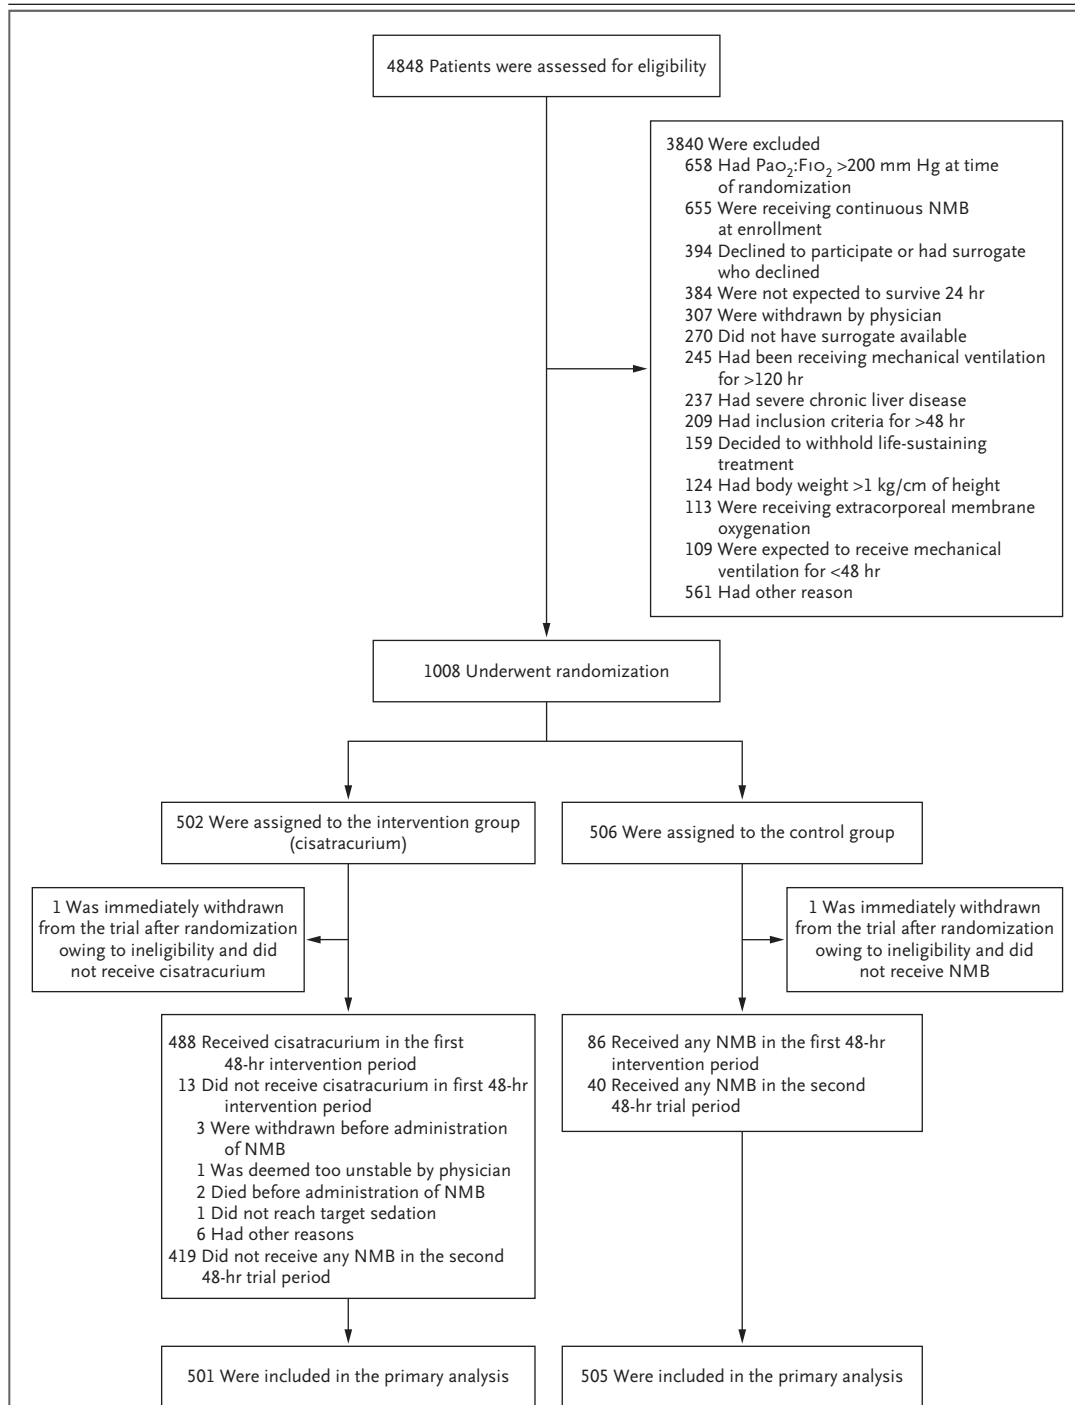 4848 Patients were assessed for eligibility
3840 Were excluded
658 Had Pao2:Fio2 >200 mm Hg at time
of randomization
655 Were receiving continuous NMB
at enrollment
394 Declined to participate or had surrogate
who declined
384 Were not expected to survive 24 hr
307 Were withdrawn by physician
270 Did not have surrogate available
245 Had been receiving mechanical ventilation
for >120 hr
237 Had severe chronic liver disease
209 Had inclusion criteria for >48 hr
159 Decided to withhold life-sustaining
treatment
124 Had body weight >1 kg/cm of height
113 Were receiving extracorporeal membrane
oxygenation
109 Were expected to receive mechanical
ventilation for <48 hr
561 Had other reason
1008 Underwent randomization
502 Were assigned to the intervention group
(cisatracurium)
506 Were assigned to the control group
1 Was immediately withdrawn
from the trial after randomization
owing to ineligibility and did
not receive cisatracurium
1 Was immediately withdrawn
from the trial after randomization
owing to ineligibility and did
not receive NMB
488 Received cisatracurium in the first
48-hr intervention period
13 Did not receive cisatracurium in first 48-hr
intervention period
3 Were withdrawn before administration
of NMB
1 Was deemed too unstable by physician
2 Died before administration of NMB
1 Did not reach target sedation
6 Had other reasons
419 Did not receive any NMB in the second
48-hr trial period
86 Received any NMB in the first 48-hr
intervention period
40 Received any NMB in the second
48-hr trial period
501 Were included in the primary analysis
505 Were included in the primary analysis